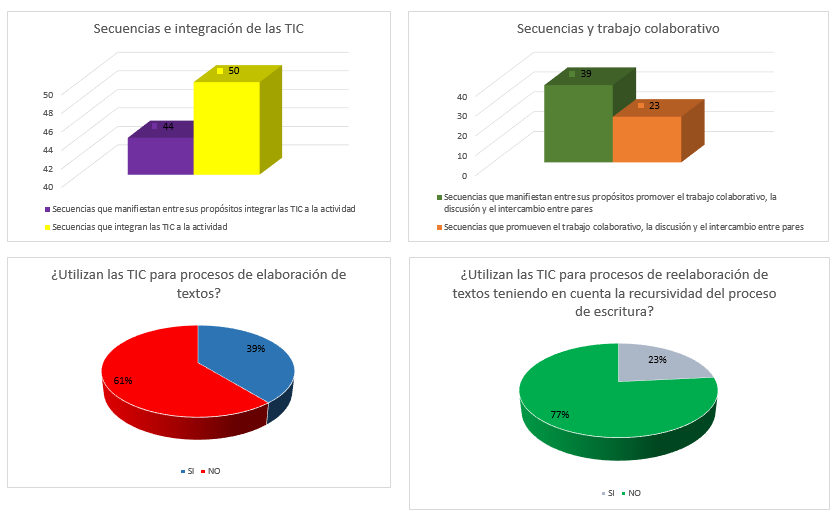 Secuencias e integración de las TIC
50
48
46
44
42
40
44
50
Secuencias que manifiestan entre sus propósitos integrar las TIC a la actividad
Secuencias que integran las TIC a la actividad
Secuencias y trabajo colaborativo
40
30
20
10
0
39
23
Secuencias que manifiestan entre sus propósitos promover el trabajo colaborativo, la
discusión y el intercambio entre pares
Secuencias que promueven el trabajo colaborativo, la discusión y el intercambio entre pares
¿Utilizan las TIC para procesos de elaboración de
textos?
39%
61%
SI NO
¿Utilizan las TIC para procesos de reelaboración de
textos teniendo en cuenta la recursividad del proceso
de escritura?
23%
77%
SI NO